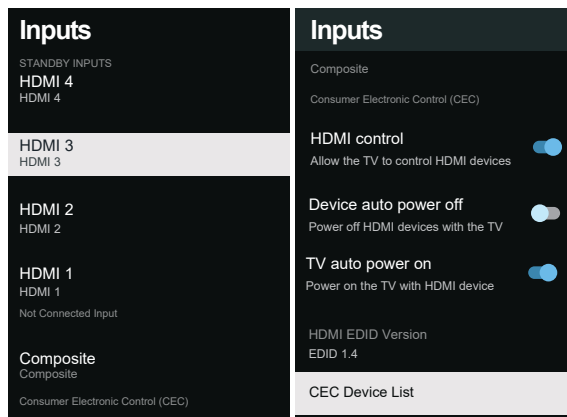 Inputs
STANDBY INPUTS
HDMI 4
HDMI 4
HDMI 3
HDMI 3
HDMI 2
HDMI 2
HDMI 1
HDMI 1
Not Connected Input
Composite
Composite
Consumer Electronic Control (CEC)
Inputs
Composite
Consumer Electronic Control (CEC)
HDMI control
Allow the TV to control HDMI devices
Device auto power off
Power off HDMI devices with the TV
TV auto power on
Power on the TV with HDMI device
HDMI EDID Version
EDID 1.4
CEC Device List